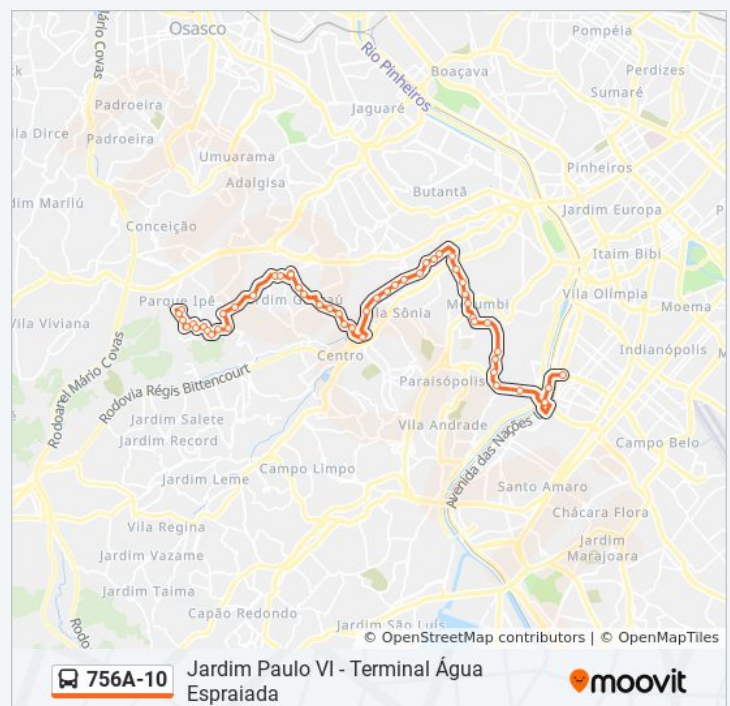 Mário Covas
Osasco
Pompéia
Rio Pinheiros
Boaçava
Perdizes
Padroeira
Jaguaré
Sumaré
Vila Dirce
Padroeira
Umuarama
Pinheiros
Adalgisa
Butantã
dim Marilú
Jardim Europa
Conceição
Itaim Bibi
Parque Ipê
Vila Olímpia
Moema
Vila Viviana
Vila Sônia
Centro
Indianópolis
Paraisópolis
Rodoanel Mário Covas
Rodovia Régis Bittencourt
Jardim Salete
Vila Andrade
Avenida das Nações
Campo Belo
Jardim Record
Campo Limpo
Jardim Leme
Santo Amaro
Chácara Flora
Vila Regina
Jardim
Marajoara
Jardim Vazame
Jardim Taima
Capão Redondo
Jardim São Luís
© OpenStreetMap contributors | © OpenMapTiles
756A-10
Jardim Paulo VI - Terminal Água
Espraiada
moovit